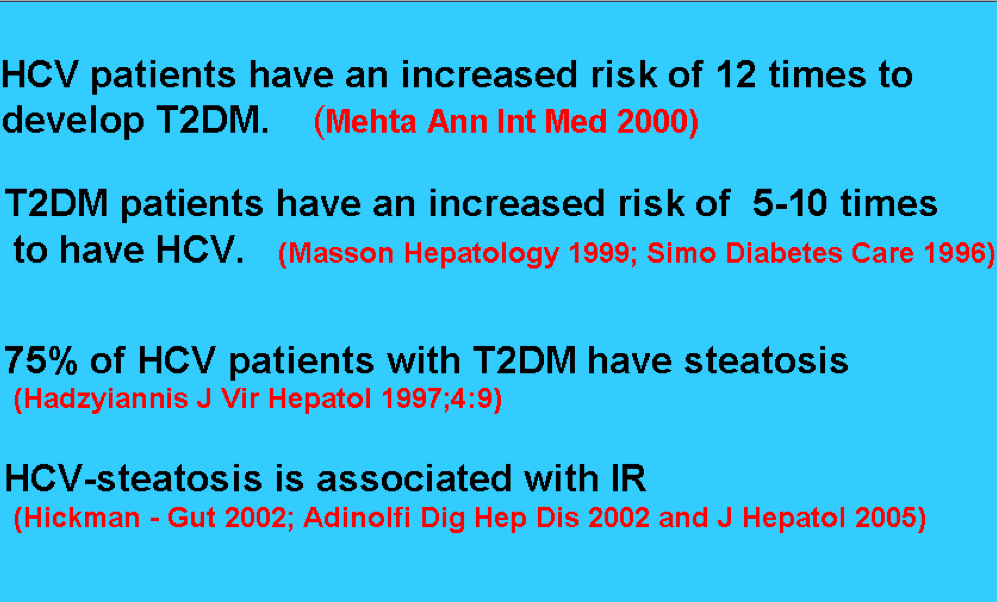 HCV patients have an increased risk of 12 times to
develop T2DM. (Mehta Ann Int Med 2000)
T2DM patients have an increased risk of 5-10 times
to have HCV. (Masson Hepatology 1999; Simo Diabetes Care 1996)
75% of HCV patients with T2DM have steatosis
(Hadzyiannis J Vir Hepatol 1997;4:9)
HCV-steatosis is associated with IR
(Hickman - Gut 2002; Adinolfi Dig Hep Dis 2002 and J Hepatol 2005)